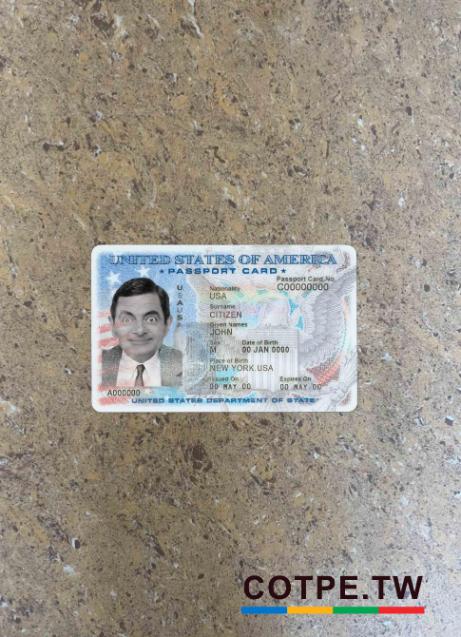 UNITED STATES OF AMERICA
★ PASSPORT CARD ★
Passport Card No.
C00000000
USAUSA
Nationality
USA
Surname
CITIZEN
Given Names
JOHN
Sex Date of Birth
M 00 JAN 0000
Place of Birth
NEW YORK.USA
Issued On Expires On
00 MAY 00 00 MAY 00
A000000
UNITED STATES DEPARTMENT OF STATE
COTPE.TW